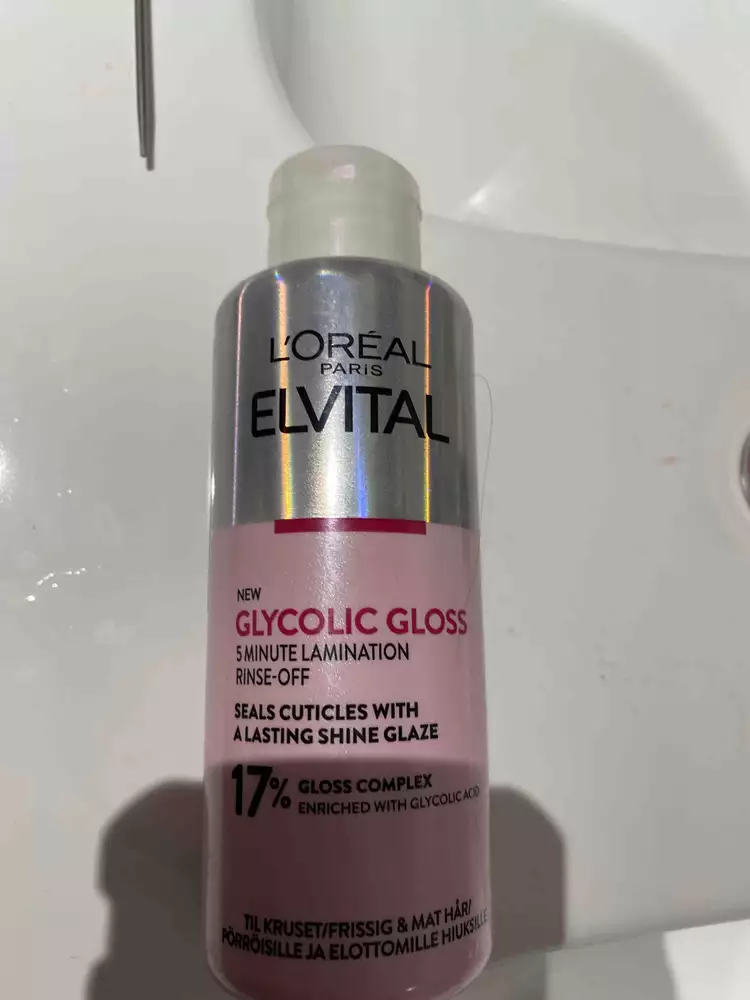 L'ORÉAL
PARIS
ELVITAL
NEW
GLYCOLIC GLOSS
5 MINUTE LAMINATION
RINSE-OFF
SEALS CUTICLES WITH
A LASTING SHINE GLAZE
17% GLOSS COMPLEX
ENRICHED WITH GLYCOLIC ACID
TIL KRUSET/FRISSIG & MAT HÅR/
PÖRRÖISILLE JA ELOTTOMILLE HIUKSILLE